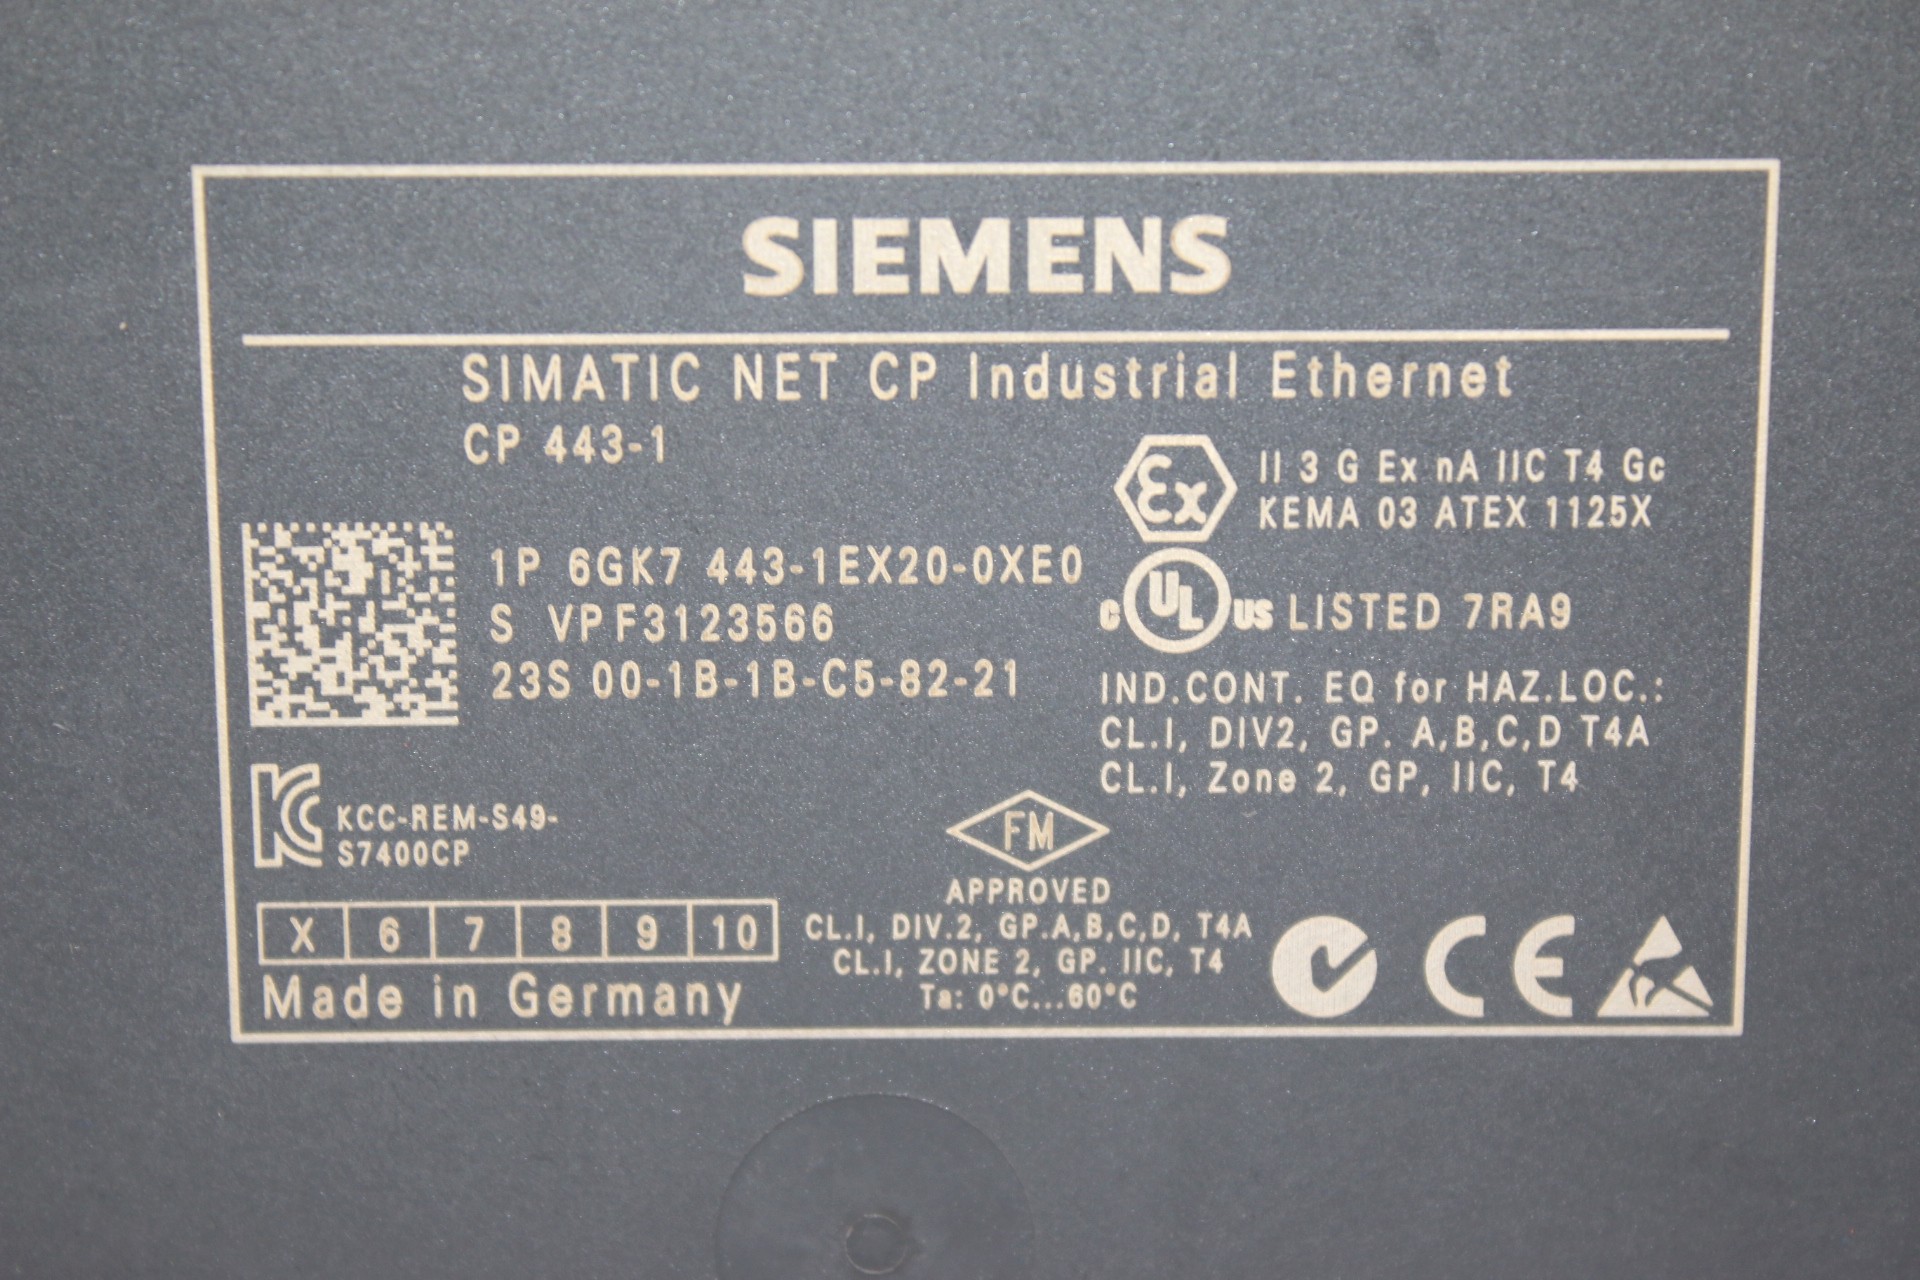 SIEMENS
SIMATIC NET CP Industrial Ethernet
CP 443-1
Ex II 3 G Ex nA IIC T4 Gc
KEMA 03 ATEX 1125X
1P 6GK7 443-1EX20-0XE0
S VPF3123566
23S 00-1B-1B-C5-82-21
c UL us LISTED 7RA9
IND.CONT. EQ for HAZ.LOC.:
CL.I, DIV2, GP. A,B,C,D T4A
CL.I, Zone 2, GP, IIC, T4
KCC-REM-S49-
S7400CP
X 6 7 8 9 10
Made in Germany
FM
APPROVED
CL.I, DIV.2, GP.A,B,C,D, T4A
CL.I, ZONE 2, GP. IIC, T4
Ta: 0°C...60°C
CE